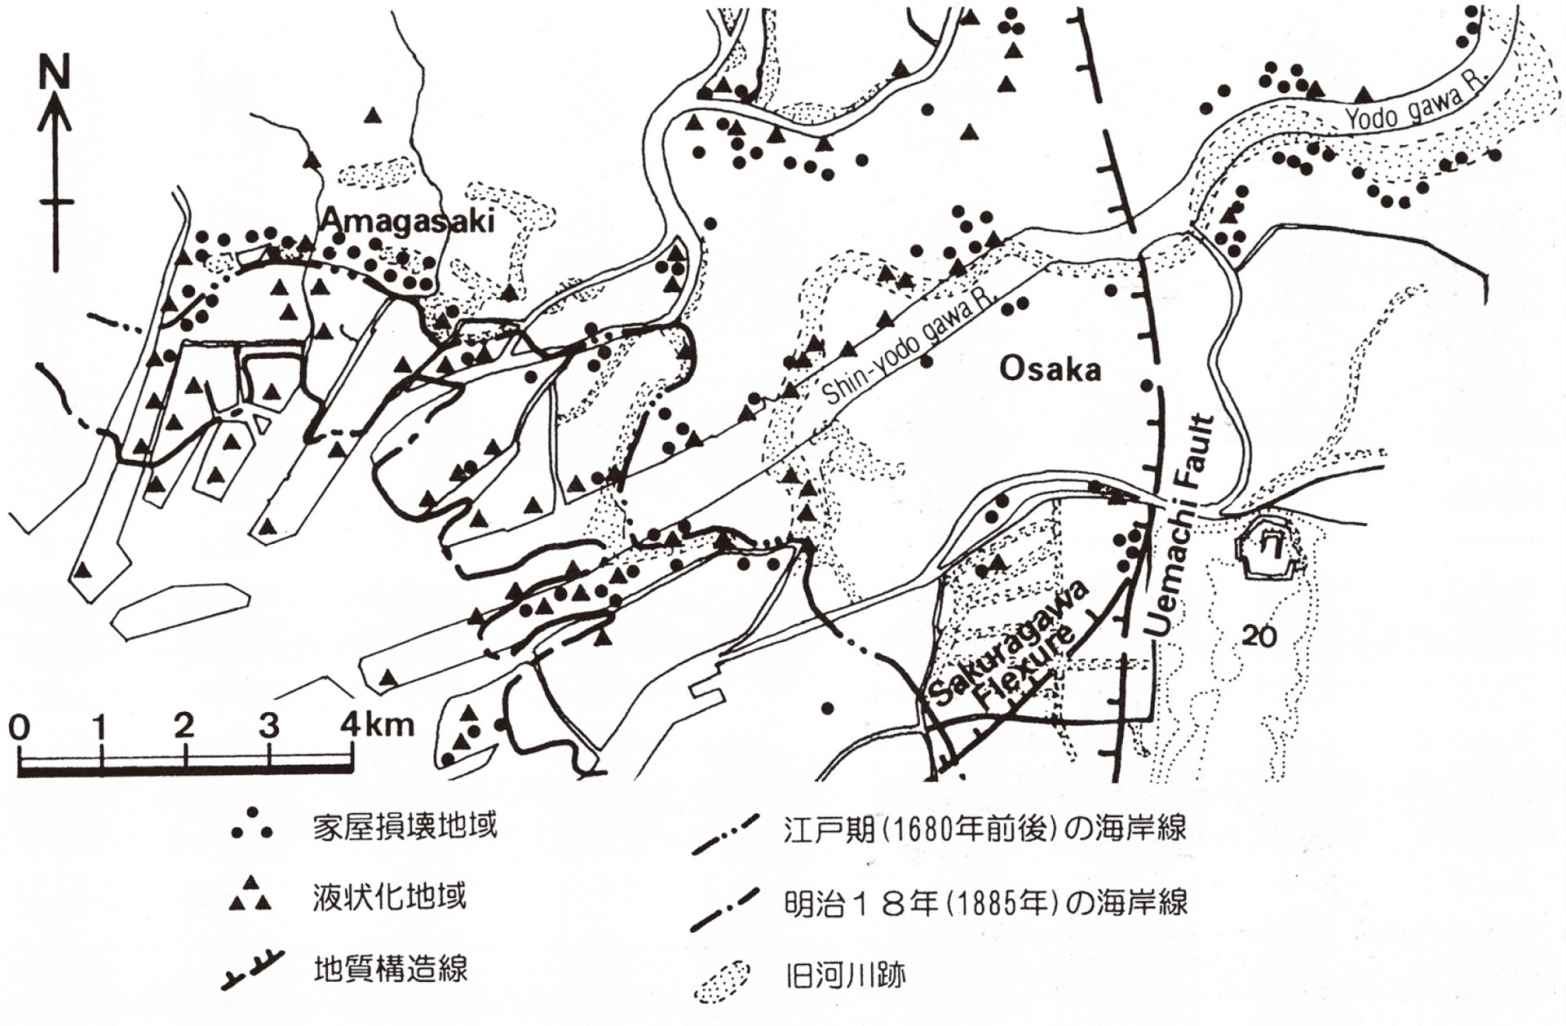 N
Amagasaki
Yodo gawa R.
Shin-yodo gawa R.
Osaka
Uemachi Fault
Sakuragawa
Flexure
20
0 1 2 3 4km
家屋損壊地域
液状化地域
地質構造線
江戸期(1680年前後)の海岸線
明治18年(1885年)の海岸線
旧河川跡